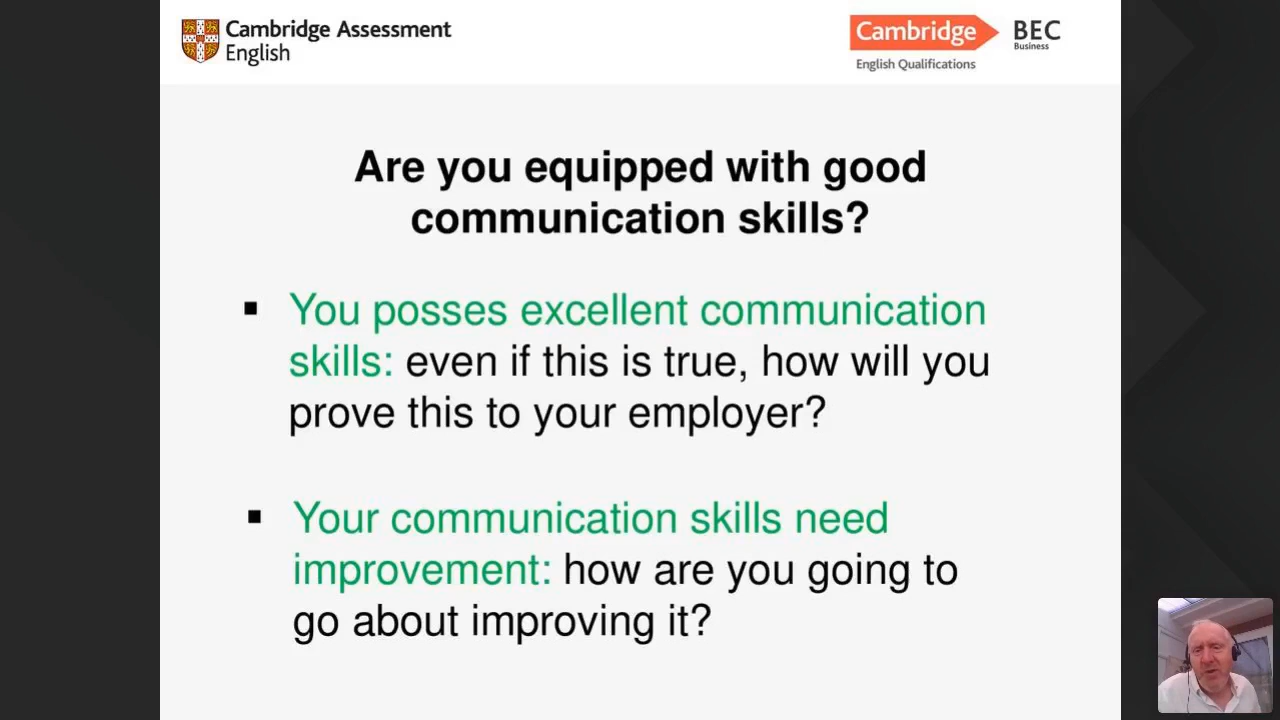 Cambridge Assessment
English
Cambridge
English Qualifications
BEC
Business
Are you equipped with good
communication skills?
▪ You posses excellent communication
skills: even if this is true, how will you
prove this to your employer?
▪ Your communication skills need
improvement: how are you going to
go about improving it?